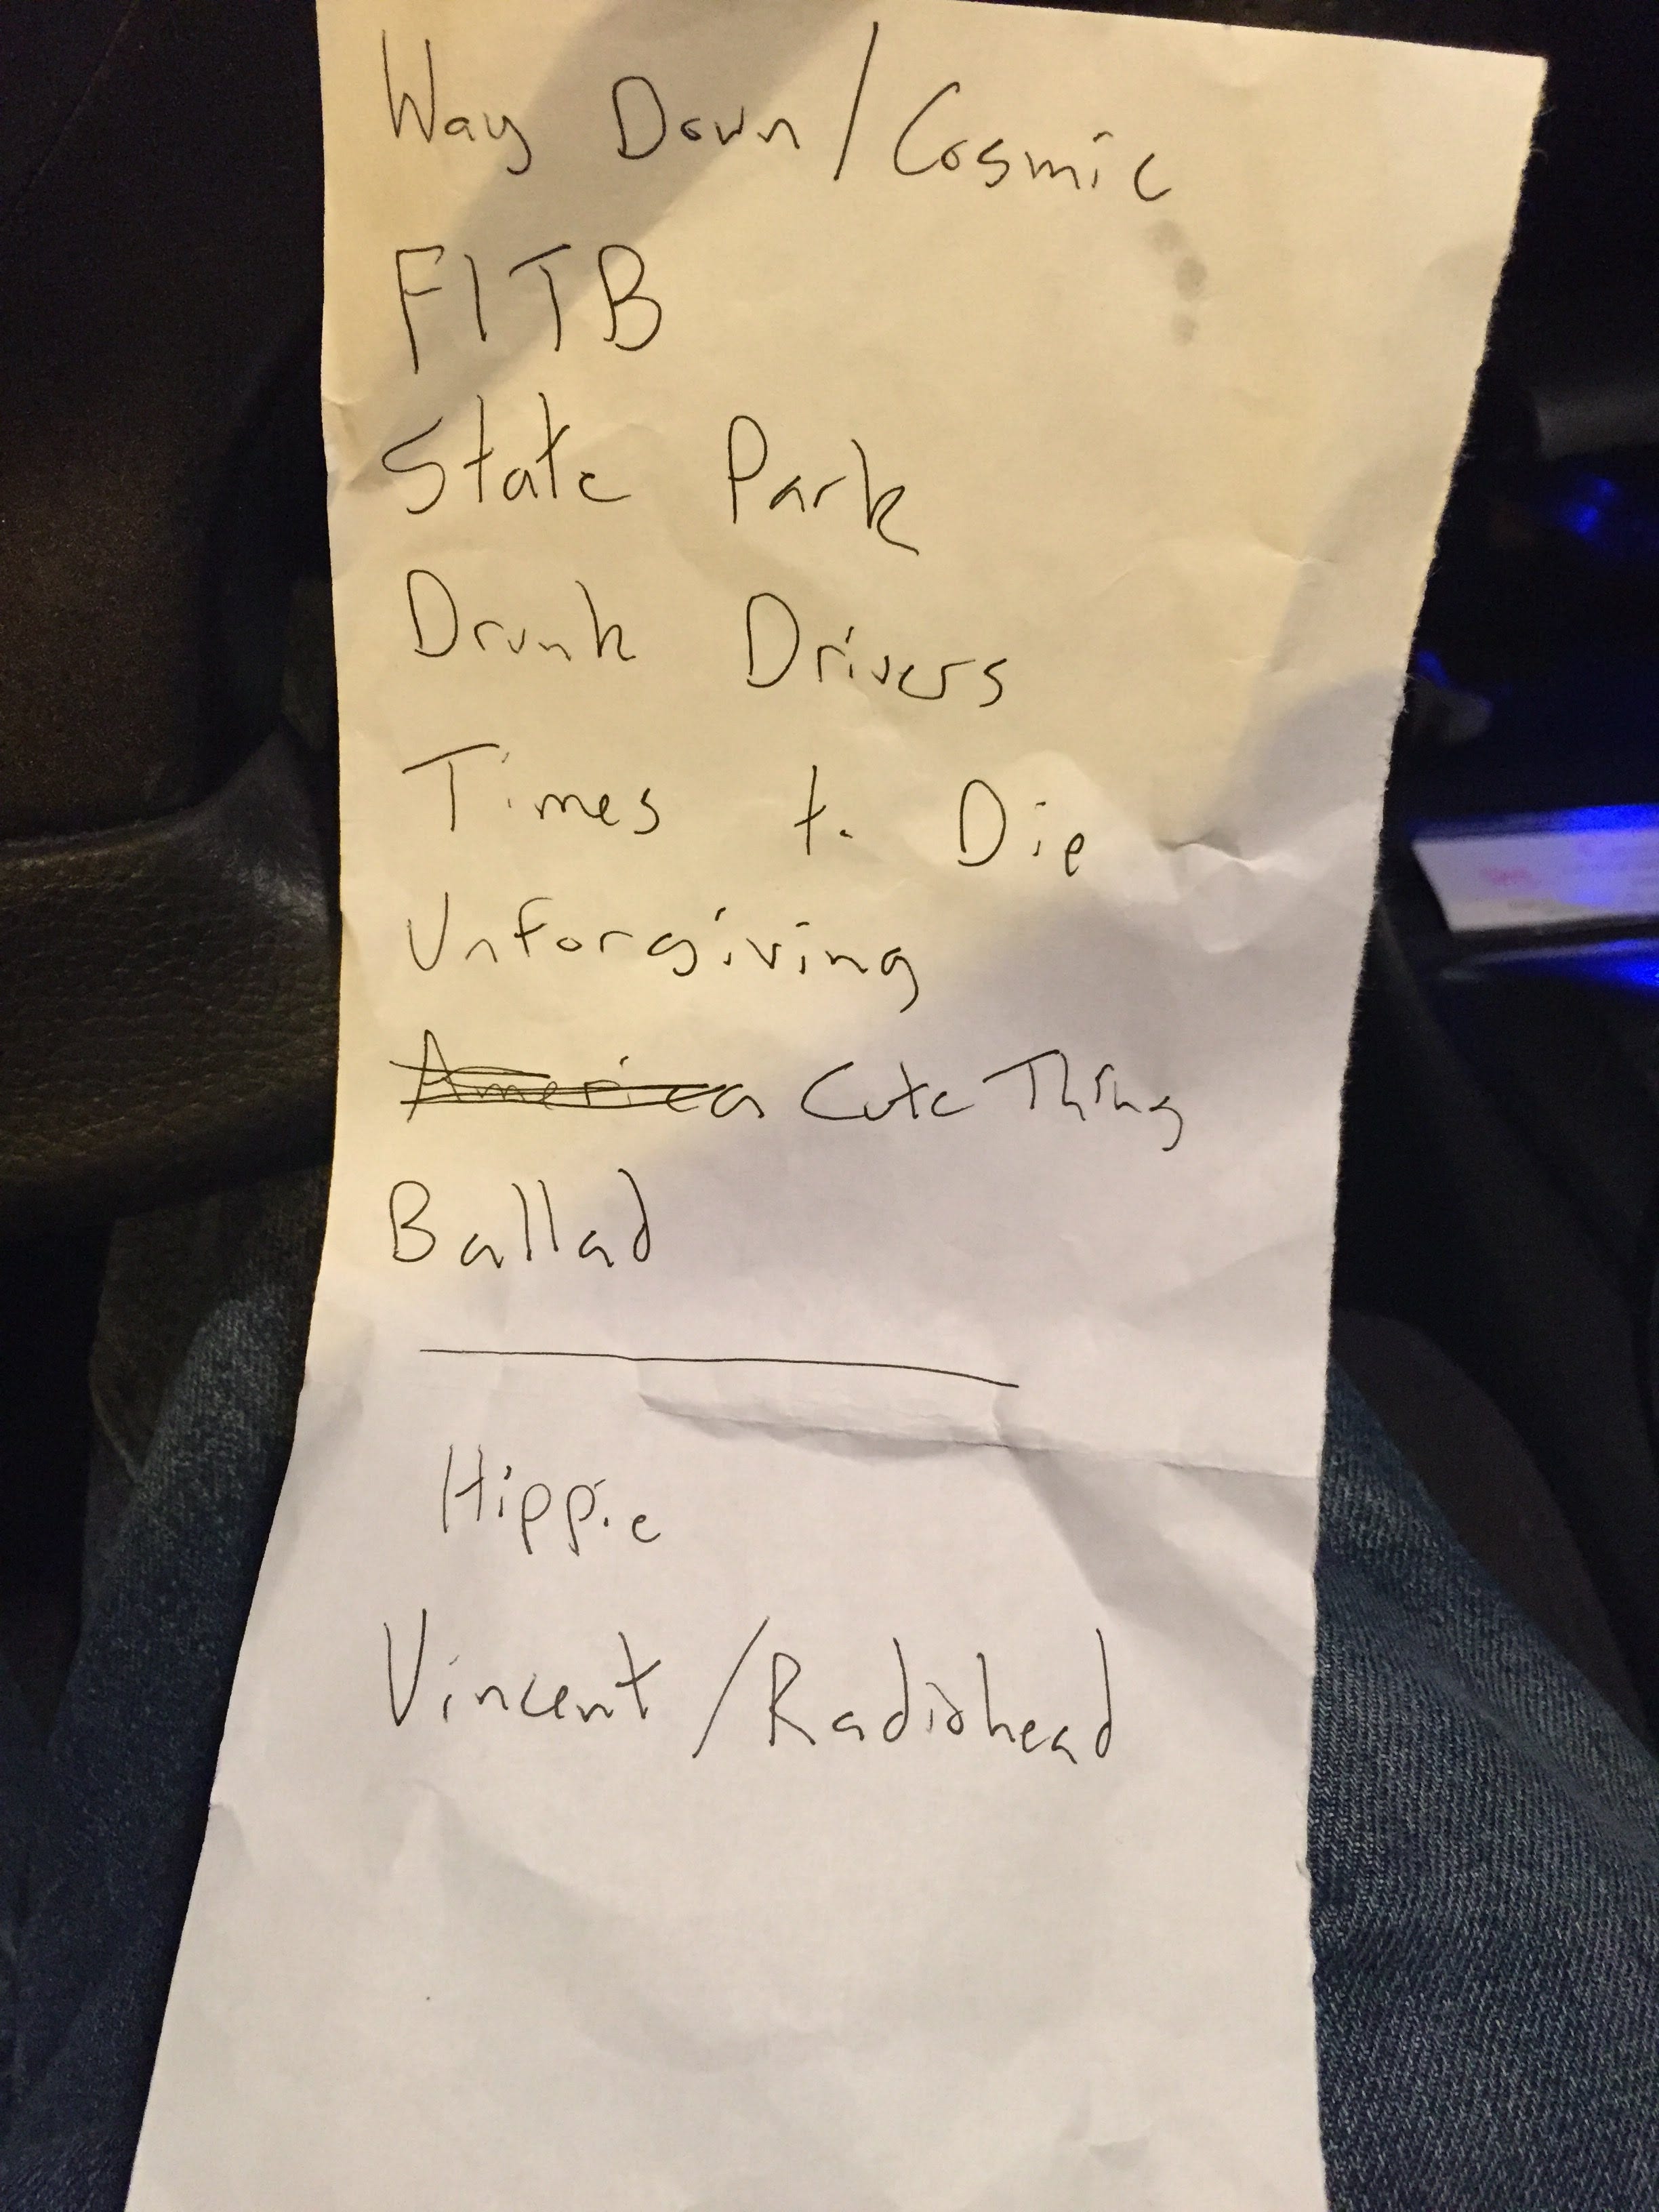 Way Down/Cosmic
FITB
State Park
Drunk Drivers
Times to Die
Unforgiving
America Cute Thing
Ballad
Hippie
Vincent/Radiohead